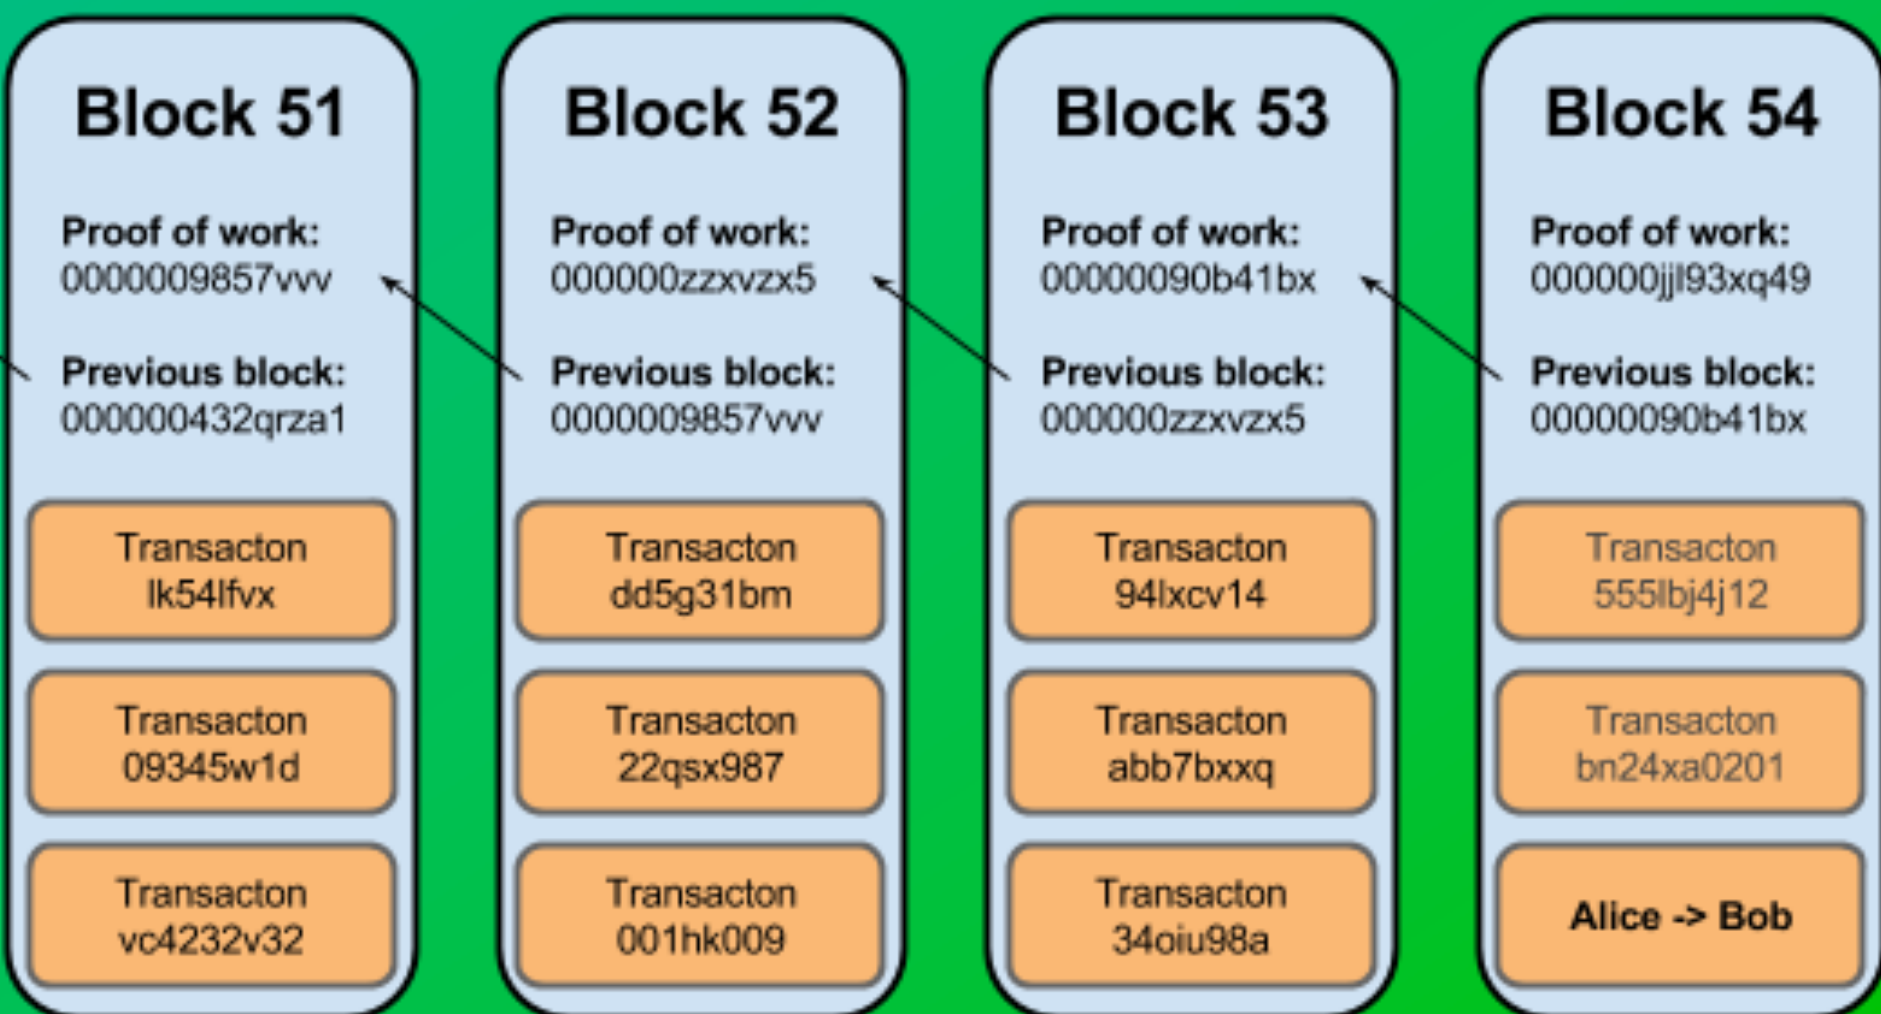 Block 51
Proof of work:
0000009857vvv
Previous block:
000000432qrza1
Transacton
lk54lfvx
Transacton
09345w1d
Transacton
vc4232v32
Block 52
Proof of work:
000000zzxvzx5
Previous block:
0000009857vvv
Transacton
dd5g31bm
Transacton
22qsx987
Transacton
001hk009
Block 53
Proof of work:
00000090b41bx
Previous block:
000000zzxvzx5
Transacton
94lxcv14
Transacton
abb7bxxq
Transacton
34oiu98a
Block 54
Proof of work:
000000jjl93xq49
Previous block:
00000090b41bx
Transacton
555lbj4j12
Transacton
bn24xa0201
Alice -> Bob